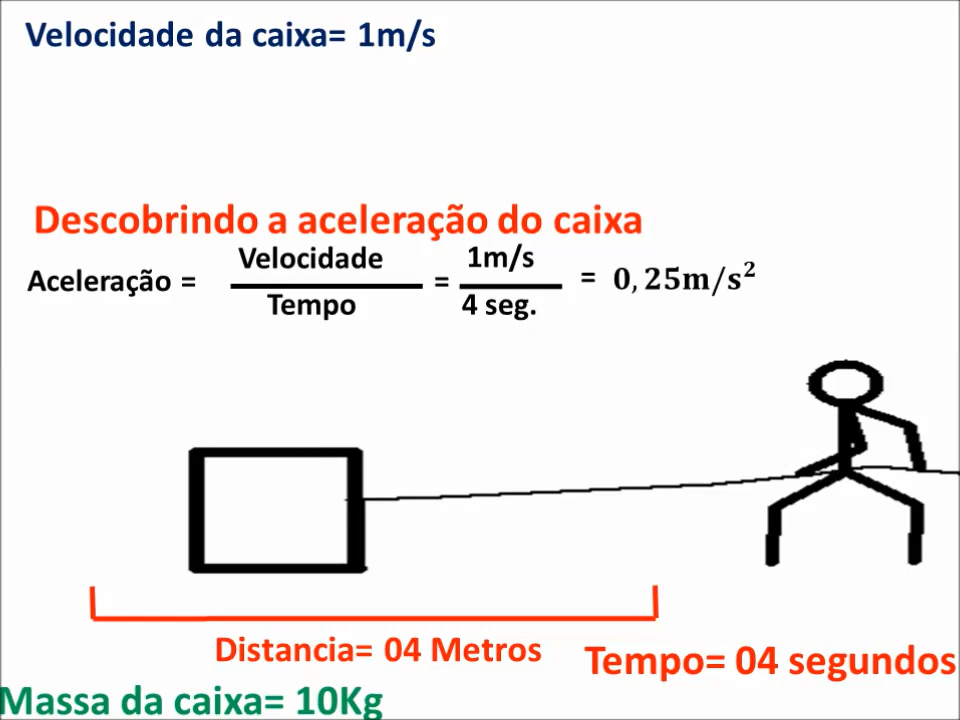 Velocidade da caixa= 1m/s
Descobrindo a aceleração do caixa
Aceleração = Velocidade / Tempo = 1m/s / 4 seg. = 0,25m/s²
Distancia= 04 Metros
Tempo= 04 segundos
Massa da caixa= 10Kg